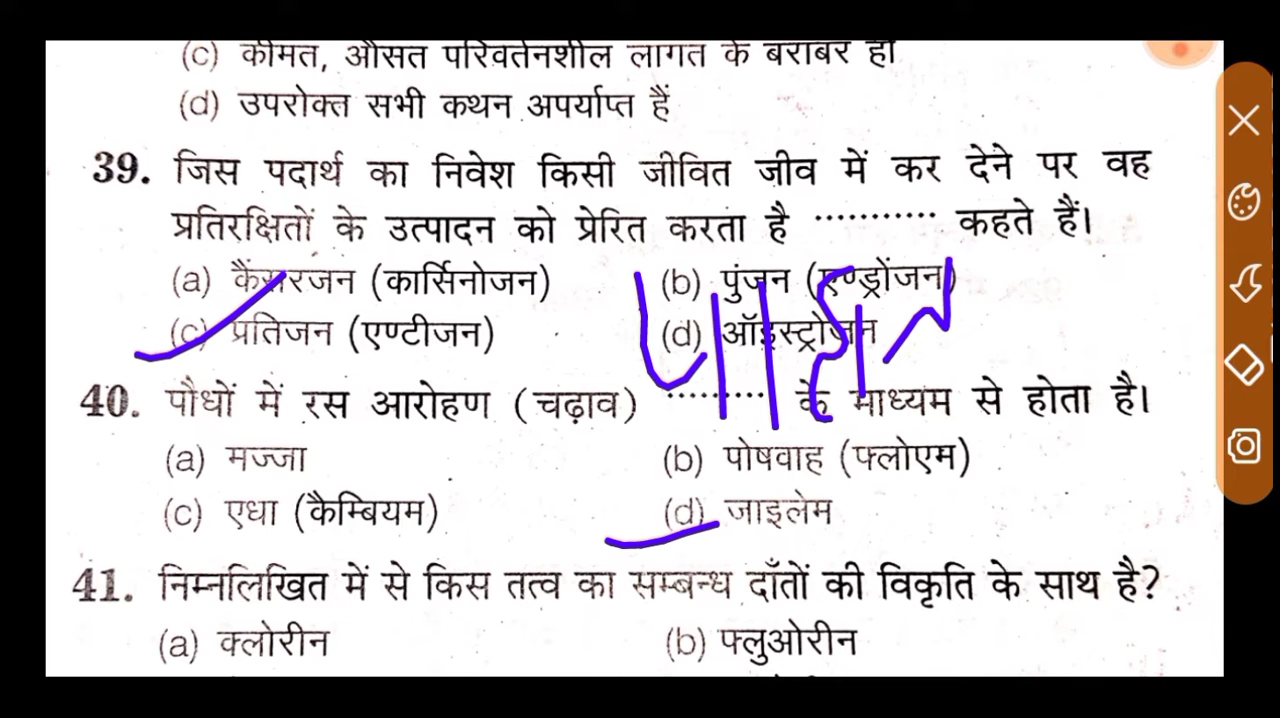 (c) कीमत, औसत परिवर्तनशील लागत के बराबर हो
(d) उपरोक्त सभी कथन अपर्याप्त हैं
39. जिस पदार्थ का निवेश किसी जीवित जीव में कर देने पर वह
प्रतिरक्षितों के उत्पादन को प्रेरित करता है ............ कहते हैं।
(a) कैंसरजन (कार्सिनोजन) (b) पुंजन (एण्ड्रोंजन)
(c) प्रतिजन (एण्टीजन) (d) ऑइस्ट्रोजन
40. पौधों में रस आरोहण (चढ़ाव) .......... के माध्यम से होता है।
(a) मज्जा (b) पोषवाह (फ्लोएम)
(c) एधा (कैम्बियम) (d) जाइलेम
41. निम्नलिखित में से किस तत्व का सम्बन्ध दाँतों की विकृति के साथ है?
(a) क्लोरीन (b) फ्लुओरीन